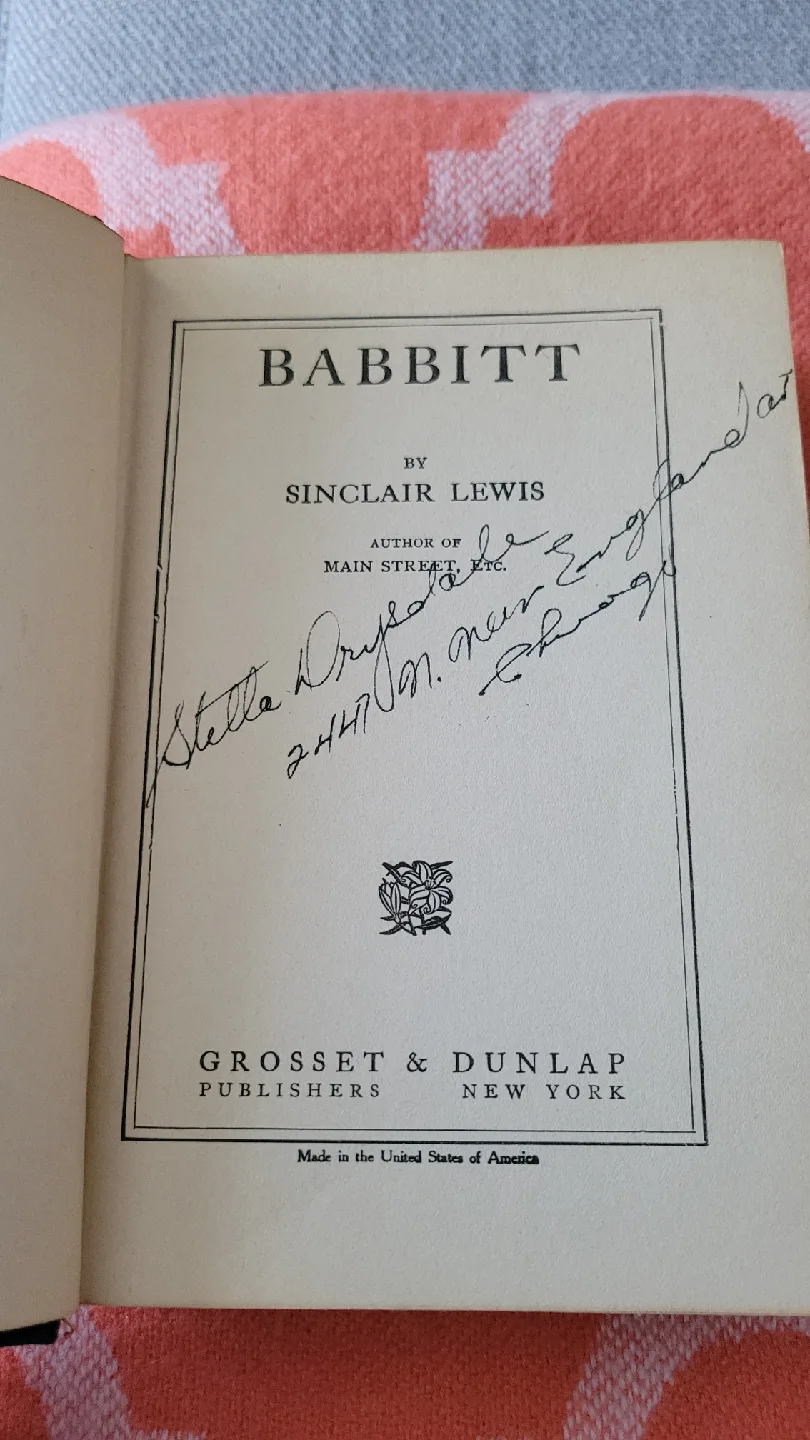 BABBITT
BY
SINCLAIR LEWIS
AUTHOR OF
MAIN STREET, ETC.
Stella Drysdale
2447 N. New England av
Chicago
GROSSET & DUNLAP
PUBLISHERS NEW YORK
Made in the United States of America